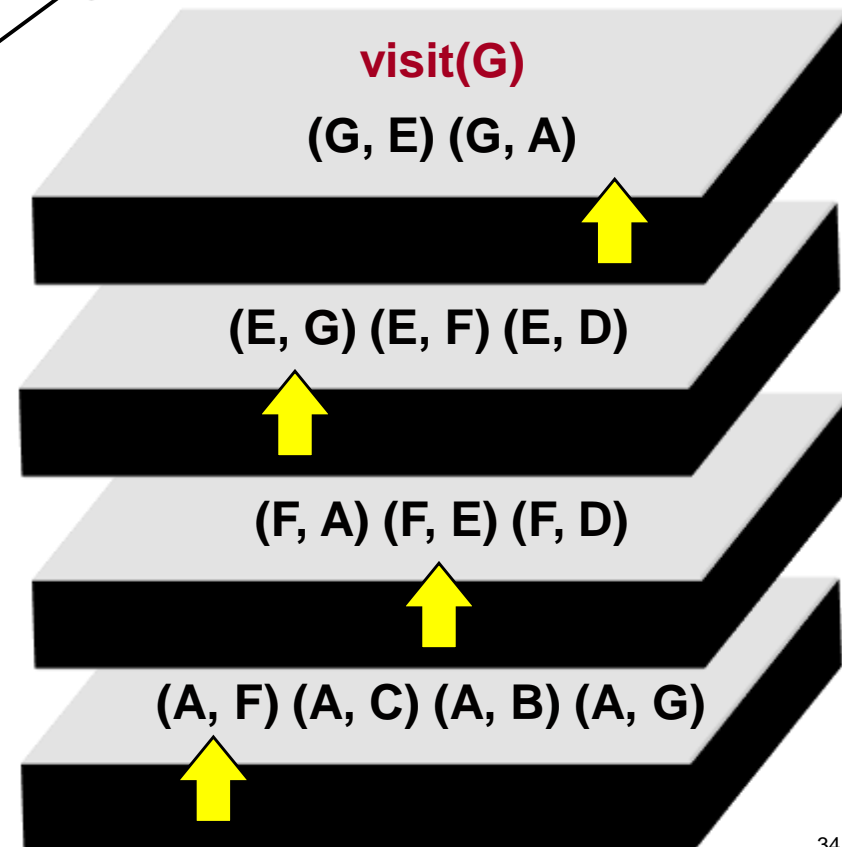 visit(G)
(G, E) (G, A)
(E, G) (E, F) (E, D)
(F, A) (F, E) (F, D)
(A, F) (A, C) (A, B) (A, G)
34